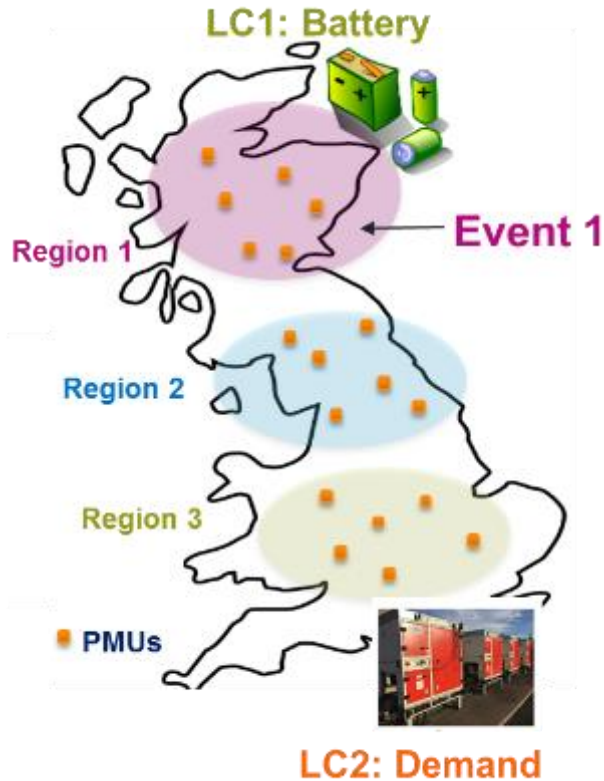 LC1: Battery
Region 1
Event 1
Region 2
Region 3
PMUs
LC2: Demand